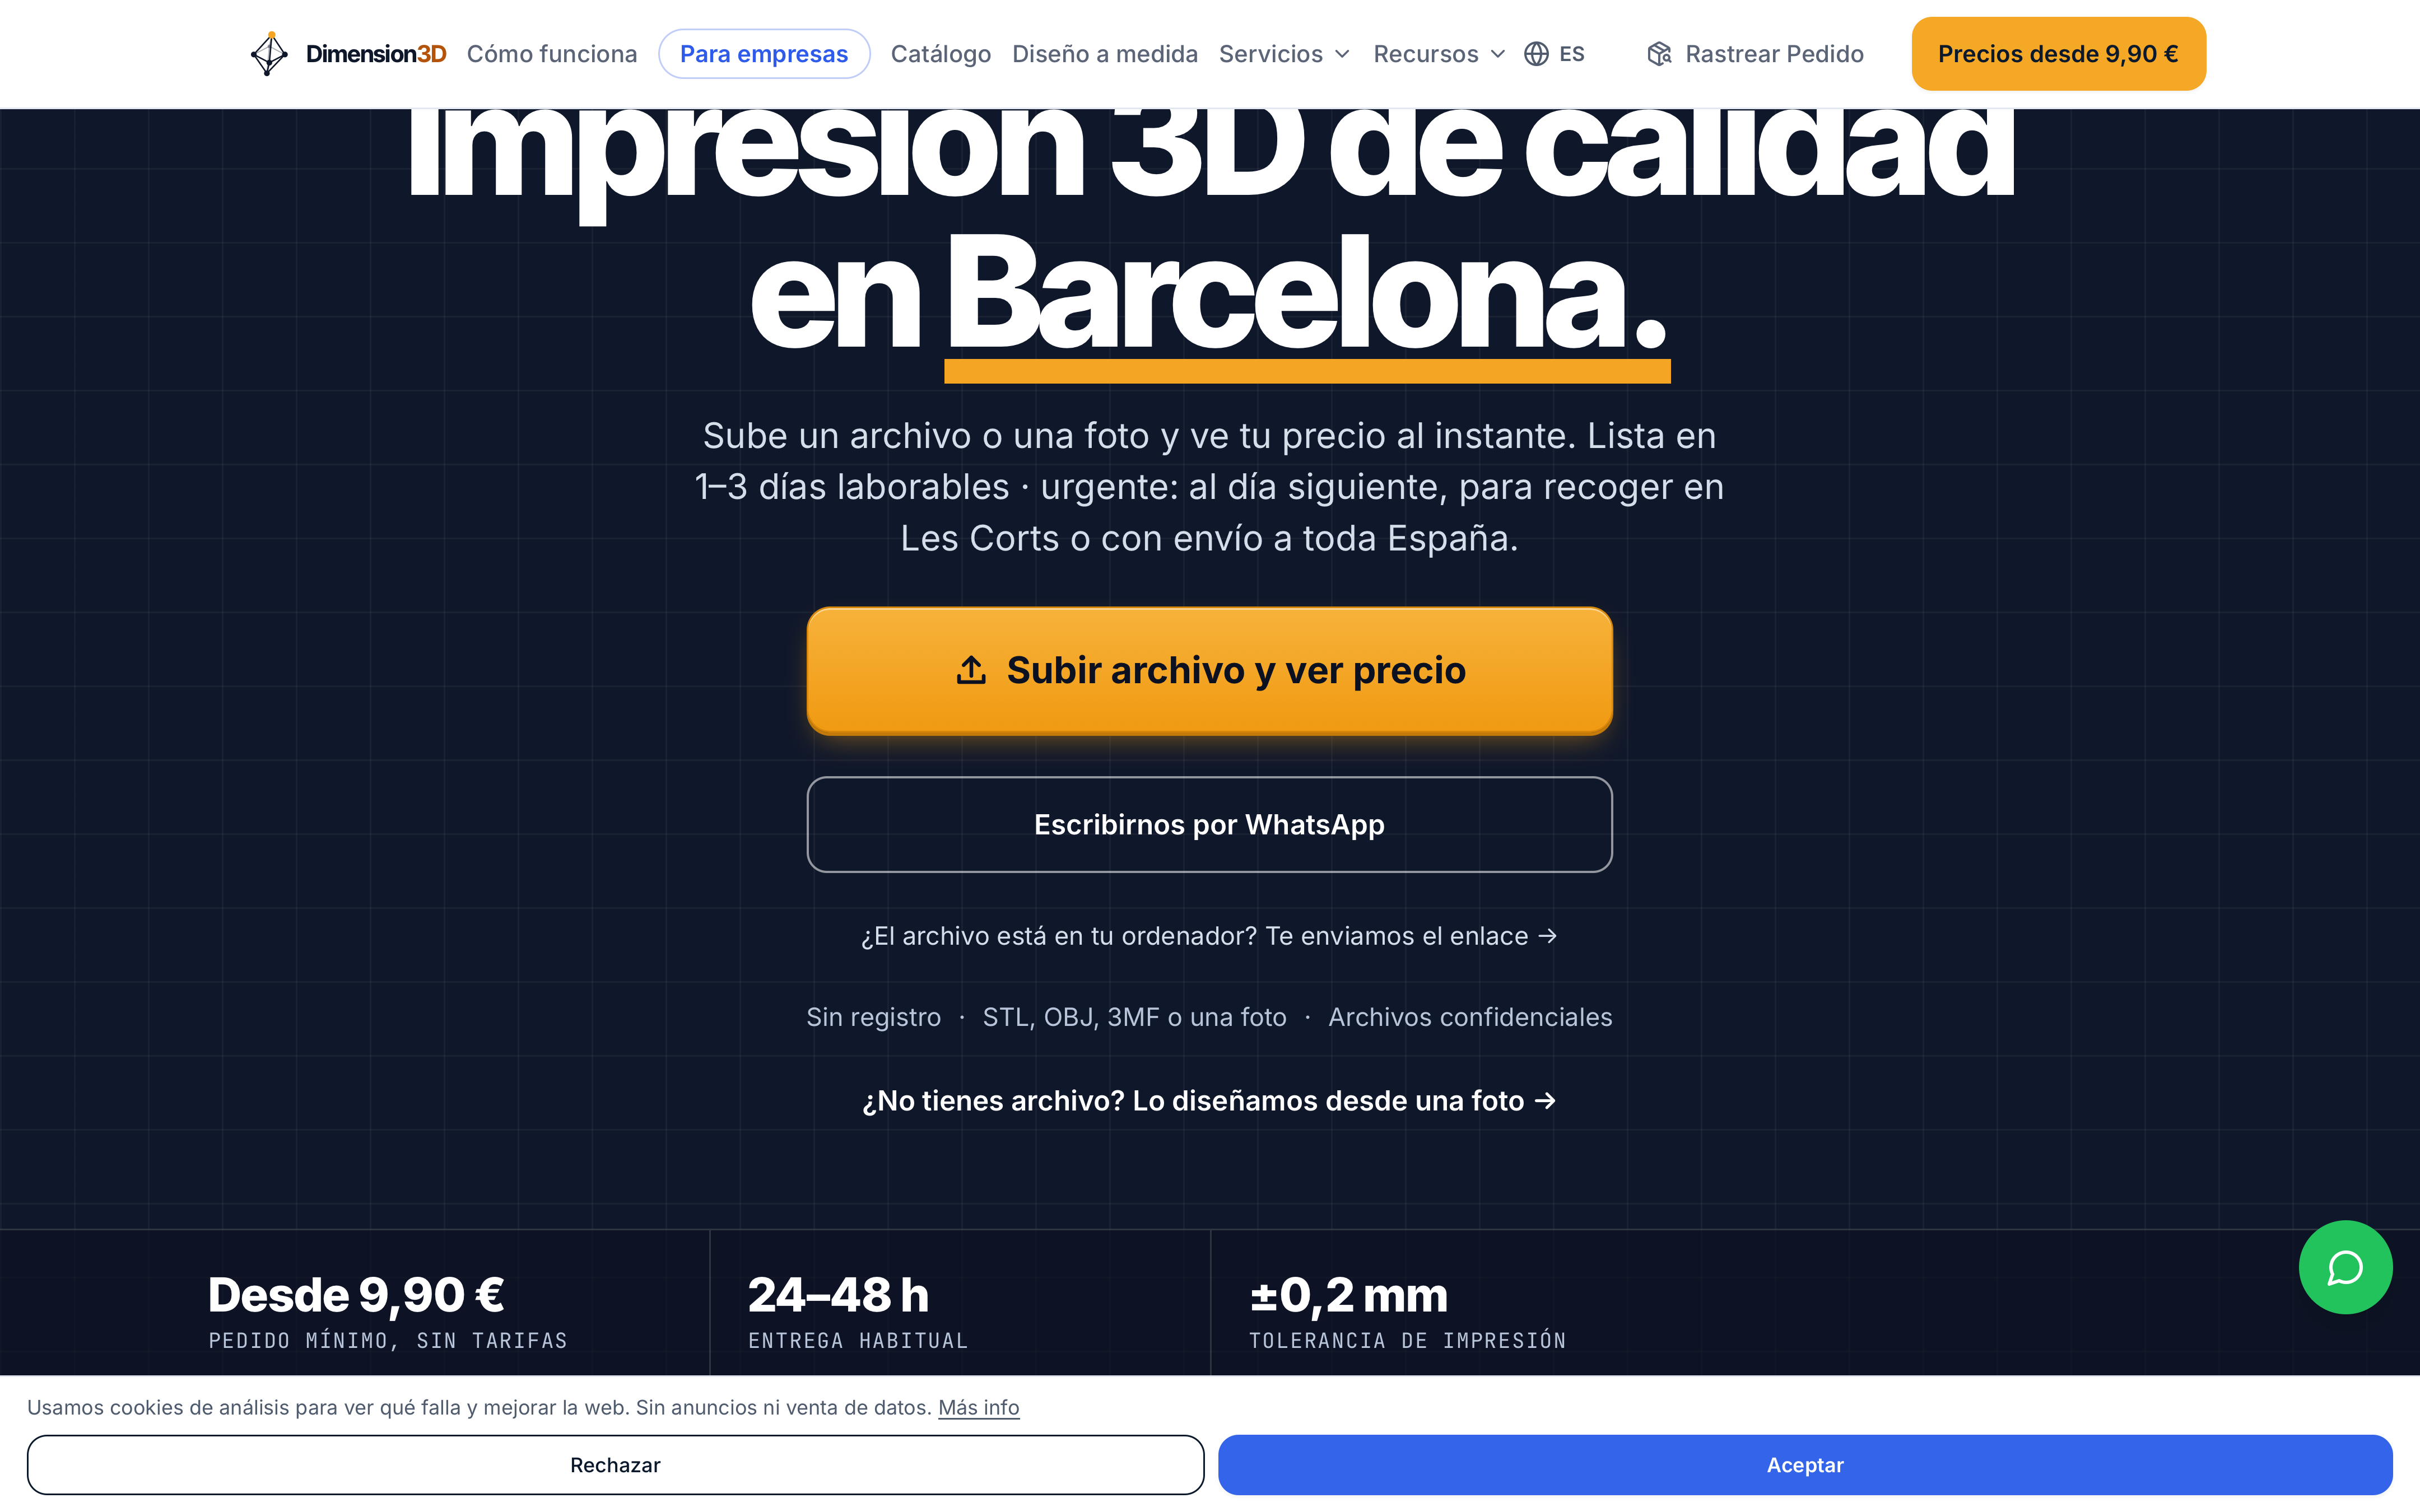 Dimension3D Cómo funciona Para empresas Catálogo Diseño a medida Servicios Recursos ES Rastrear Pedido Precios desde 9,90 €
Impresión 3D de calidad
en Barcelona.
Sube un archivo o una foto y ve tu precio al instante. Lista en
1–3 días laborables · urgente: al día siguiente, para recoger en
Les Corts o con envío a toda España.
Subir archivo y ver precio
Escribirnos por WhatsApp
¿El archivo está en tu ordenador? Te enviamos el enlace →
Sin registro · STL, OBJ, 3MF o una foto · Archivos confidenciales
¿No tienes archivo? Lo diseñamos desde una foto →
Desde 9,90 €
PEDIDO MÍNIMO, SIN TARIFAS
24–48 h
ENTREGA HABITUAL
±0,2 mm
TOLERANCIA DE IMPRESIÓN
Usamos cookies de análisis para ver qué falla y mejorar la web. Sin anuncios ni venta de datos. Más info
Rechazar
Aceptar